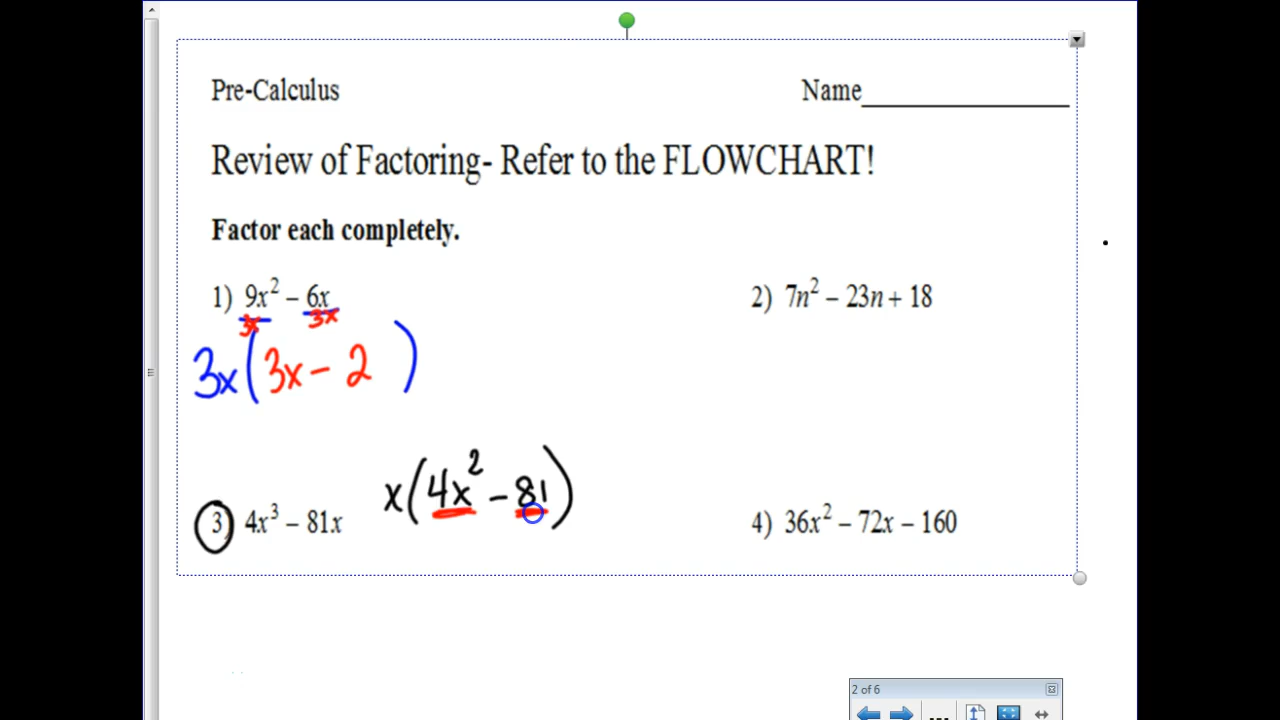 Pre-Calculus Name____________________
Review of Factoring- Refer to the FLOWCHART!
Factor each completely.
1) 9x² – 6x 2) 7n² – 23n + 18
3x 3x
3x(3x – 2 )
x(4x² – 81)
3) 4x³ – 81x 4) 36x² – 72x – 160
2 of 6